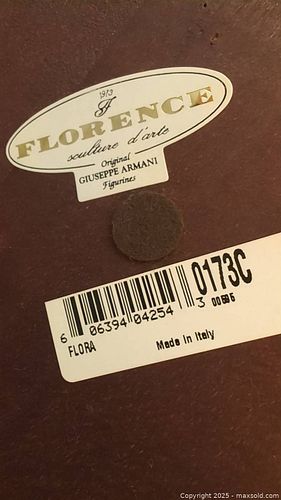 1973
FLORENCE
sculture d'arte
Original
GIUSEPPE ARMANI
Figurines
0173C
6 06394 04254 3
FLORA
Made in Italy
Copyright © 2025 - maxsold.com